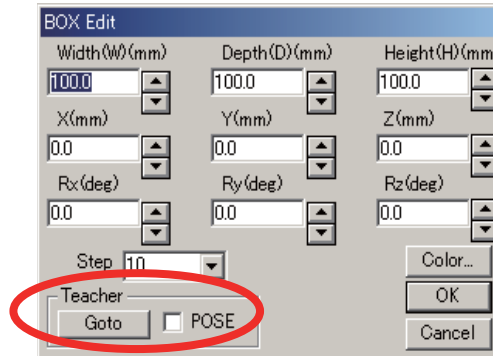 BOX Edit
Width(W)(mm) Depth(D)(mm) Height(H)(mm
100.0 100.0 100.0
X(mm) Y(mm) Z(mm)
0.0 0.0 0.0
Rx(deg) Ry(deg) Rz(deg)
0.0 0.0 0.0
Step 10 Color...
Teacher OK
Goto POSE Cancel